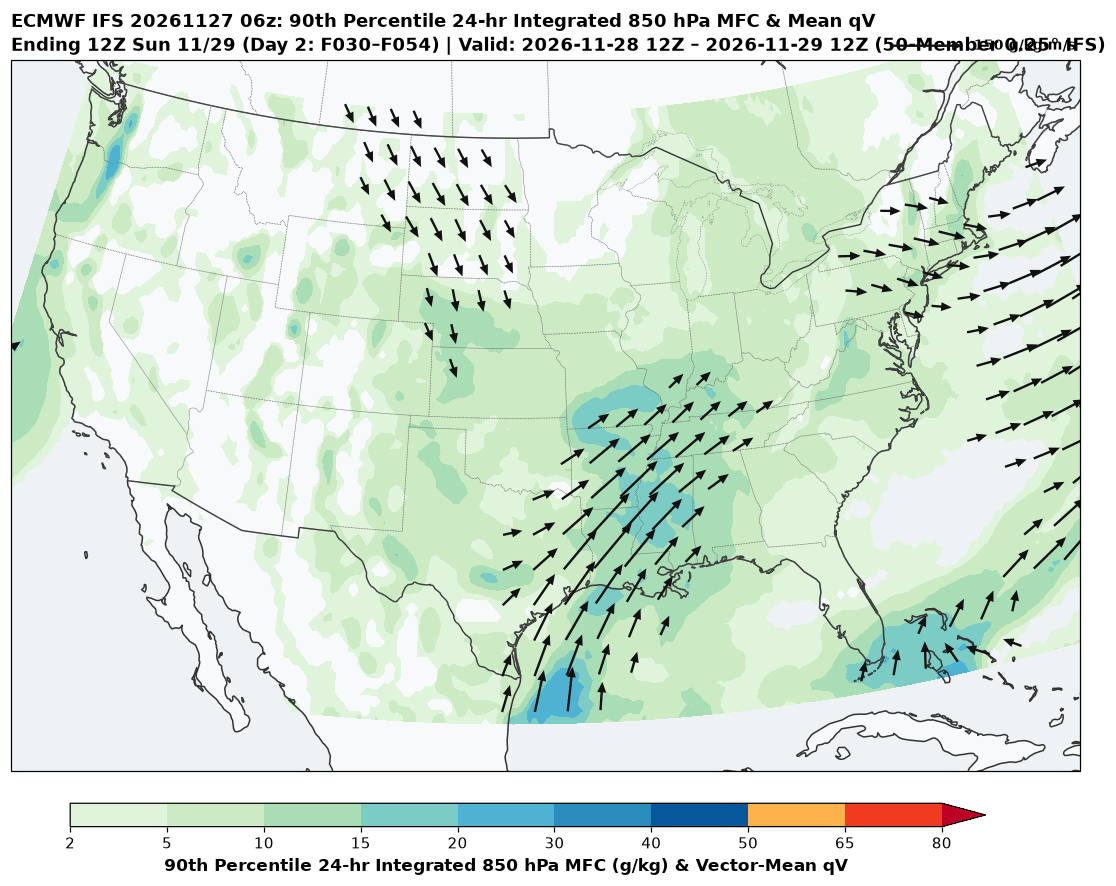 ECMWF IFS 20261127 06z: 90th Percentile 24-hr Integrated 850 hPa MFC & Mean qV
Ending 12Z Sun 11/29 (Day 2: F030–F054) | Valid: 2026-11-28 12Z – 2026-11-29 12Z (50-Member 0.25° IFS)
150 g/kg·m/s
2 5 10 15 20 30 40 50 65 80
90th Percentile 24-hr Integrated 850 hPa MFC (g/kg) & Vector-Mean qV